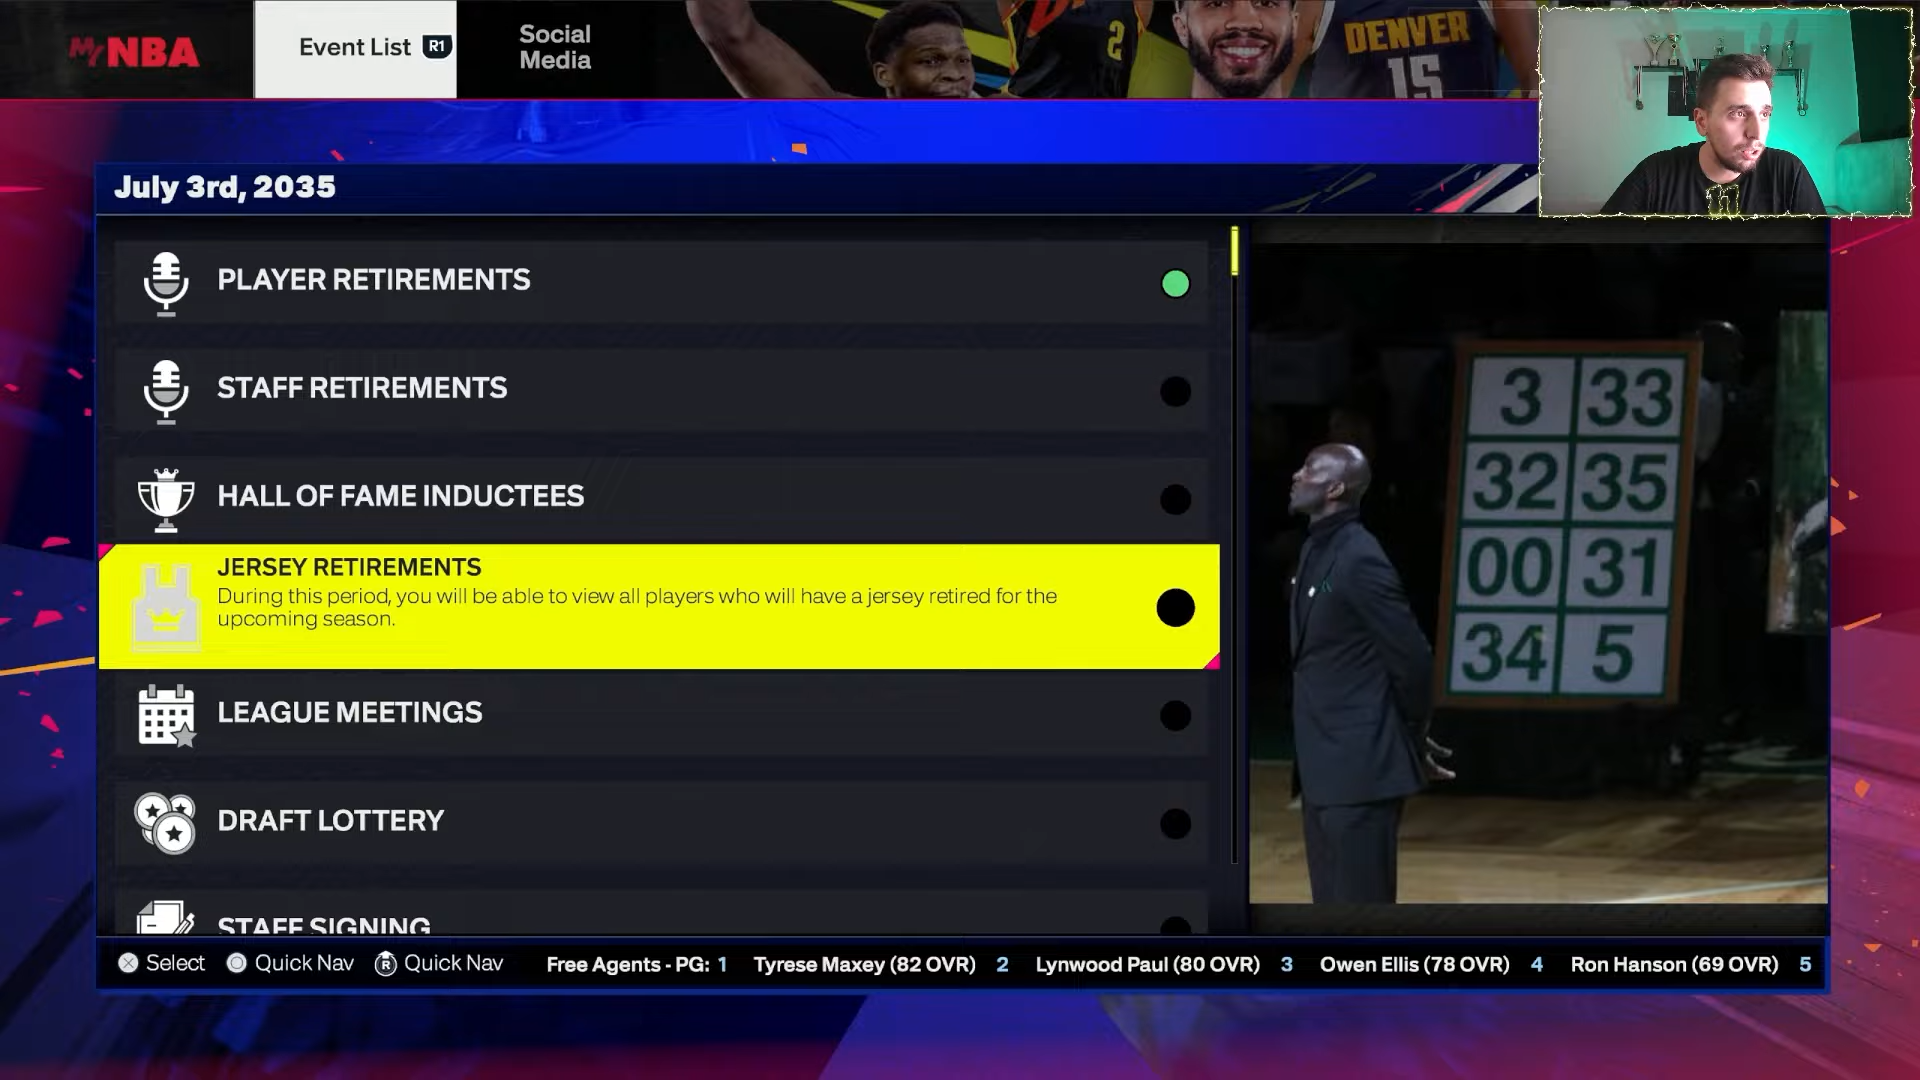 MyNBA
Event List R1
Social
Media
2
DENVER
15
July 3rd, 2035
PLAYER RETIREMENTS
STAFF RETIREMENTS
HALL OF FAME INDUCTEES
JERSEY RETIREMENTS
During this period, you will be able to view all players who will have a jersey retired for the
upcoming season.
LEAGUE MEETINGS
DRAFT LOTTERY
STAFF SIGNING
3 33
32 35
00 31
34 5
Select Quick Nav R Quick Nav Free Agents - PG: 1 Tyrese Maxey (82 OVR) 2 Lynwood Paul (80 OVR) 3 Owen Ellis (78 OVR) 4 Ron Hanson (69 OVR) 5